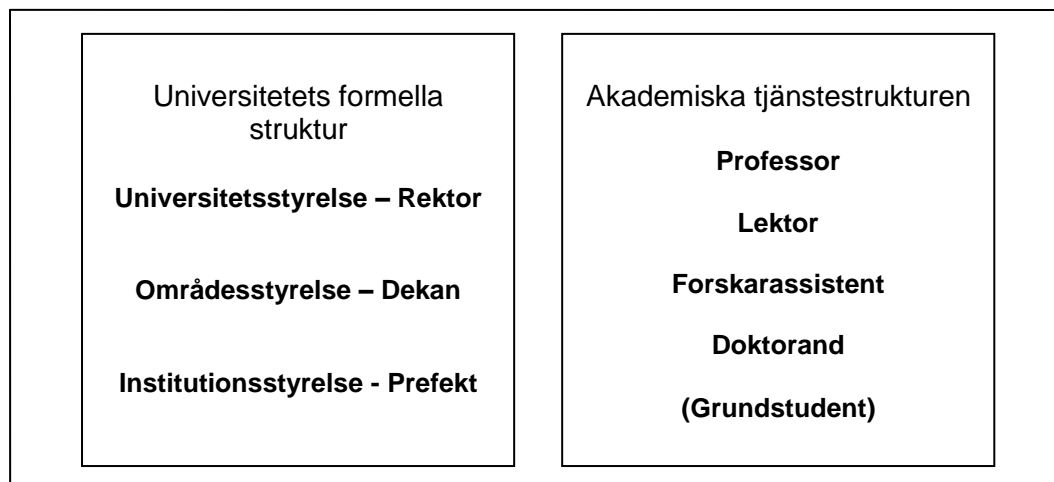 Universitetets formella
struktur
Universitetsstyrelse – Rektor
Områdesstyrelse – Dekan
Institutionsstyrelse - Prefekt
Akademiska tjänstestrukturen
Professor
Lektor
Forskarassistent
Doktorand
(Grundstudent)